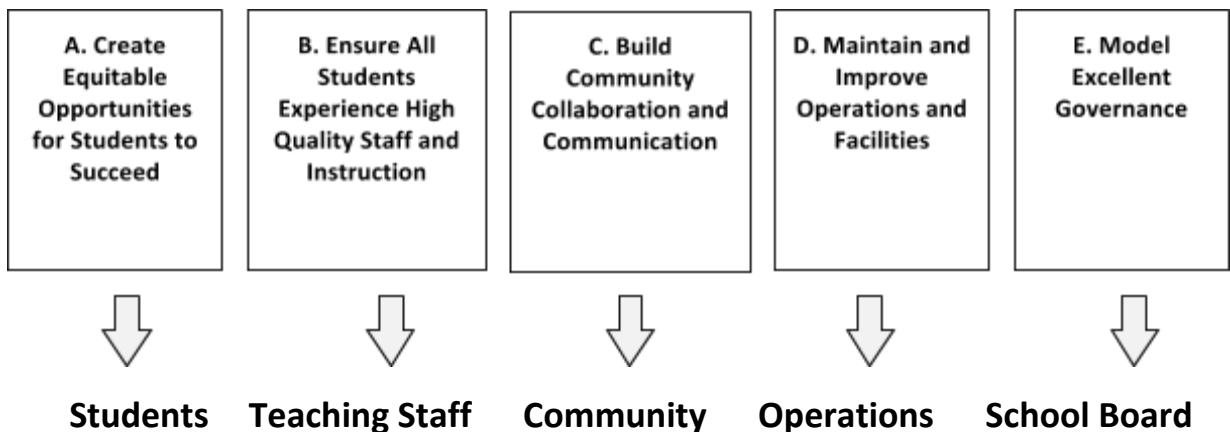 A. Create
Equitable
Opportunities
for Students to
Succeed
B. Ensure All
Students
Experience High
Quality Staff and
Instruction
C. Build
Community
Collaboration and
Communication
D. Maintain and
Improve
Operations and
Facilities
E. Model
Excellent
Governance
Students
Teaching Staff
Community
Operations
School Board